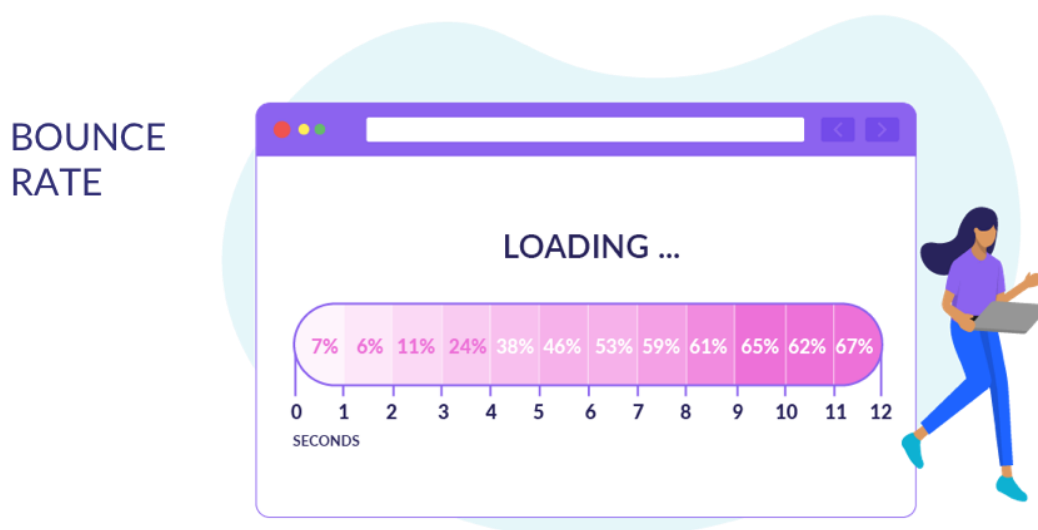 BOUNCE
RATE
LOADING ...
7% 6% 11% 24% 38% 46% 53% 59% 61% 65% 62% 67%
0 1 2 3 4 5 6 7 8 9 10 11 12
SECONDS